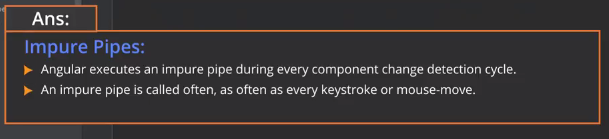 Ans:
Impure Pipes:
Angular executes an impure pipe during every component change detection cycle.
An impure pipe is called often, as often as every keystroke or mouse-move.